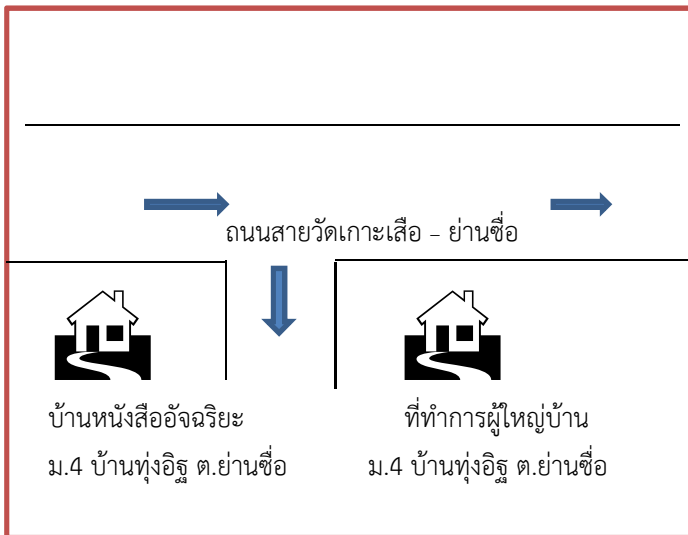 ถนนสายวัดเกาะเสือ – ย่านซื่อ
บ้านหนังสืออัจฉริยะ
ม.4 บ้านทุ่งอิฐ ต.ย่านซื่อ
ที่ทำการผู้ใหญ่บ้าน
ม.4 บ้านทุ่งอิฐ ต.ย่านซื่อ